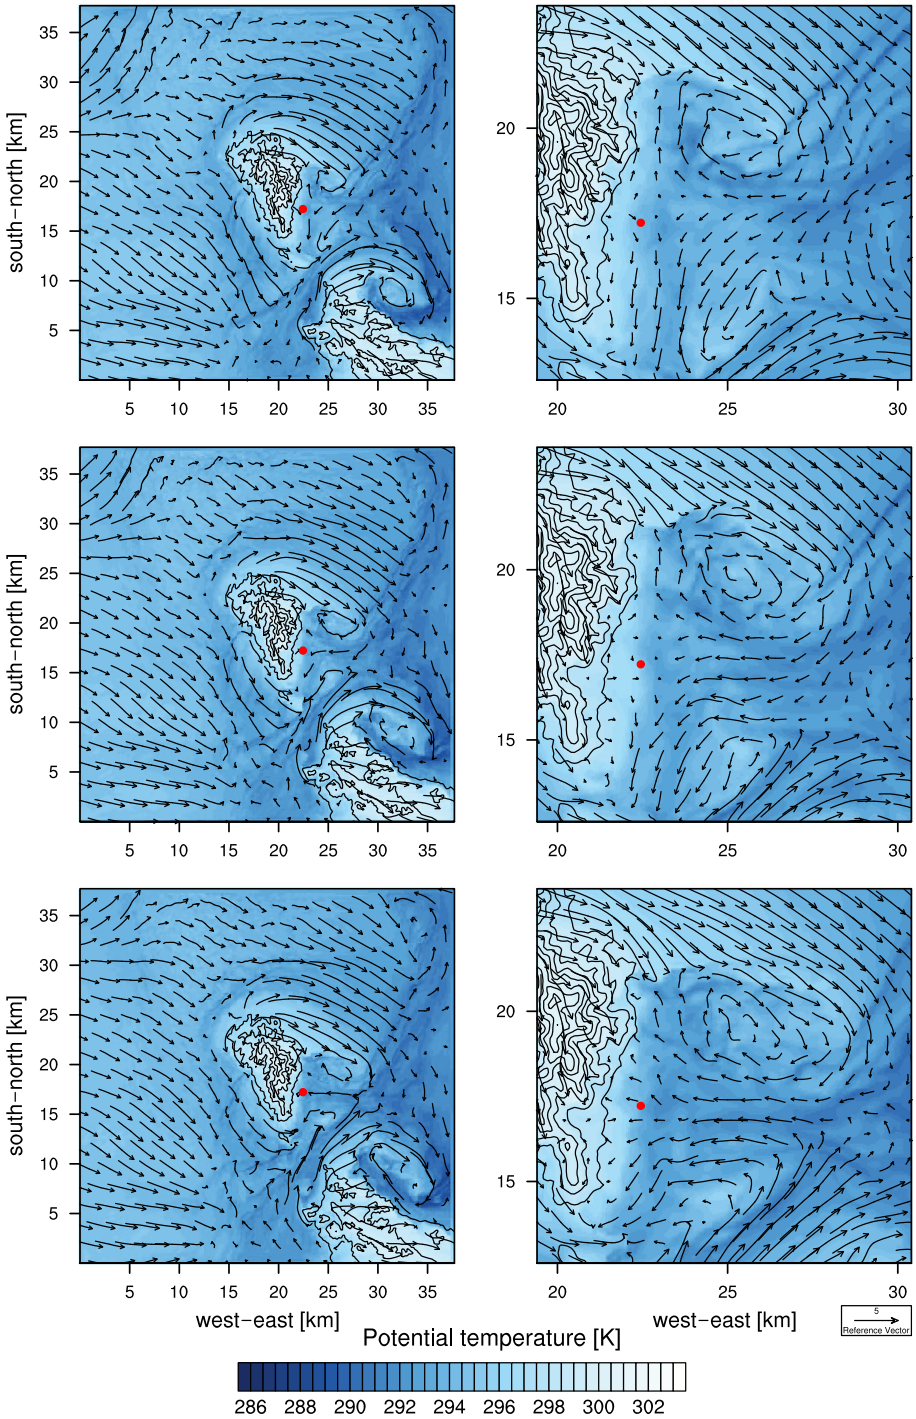 35
30
25
20
15
10
5
south−north [km]
5 10 15 20 25 30 35
20
15
20 25 30
35
30
25
20
15
10
5
south−north [km]
5 10 15 20 25 30 35
20
15
20 25 30
35
30
25
20
15
10
5
south−north [km]
5 10 15 20 25 30 35
west−east [km]
20
15
20 25 30
west−east [km]
5
Reference Vector
Potential temperature [K]
286 288 290 292 294 296 298 300 302